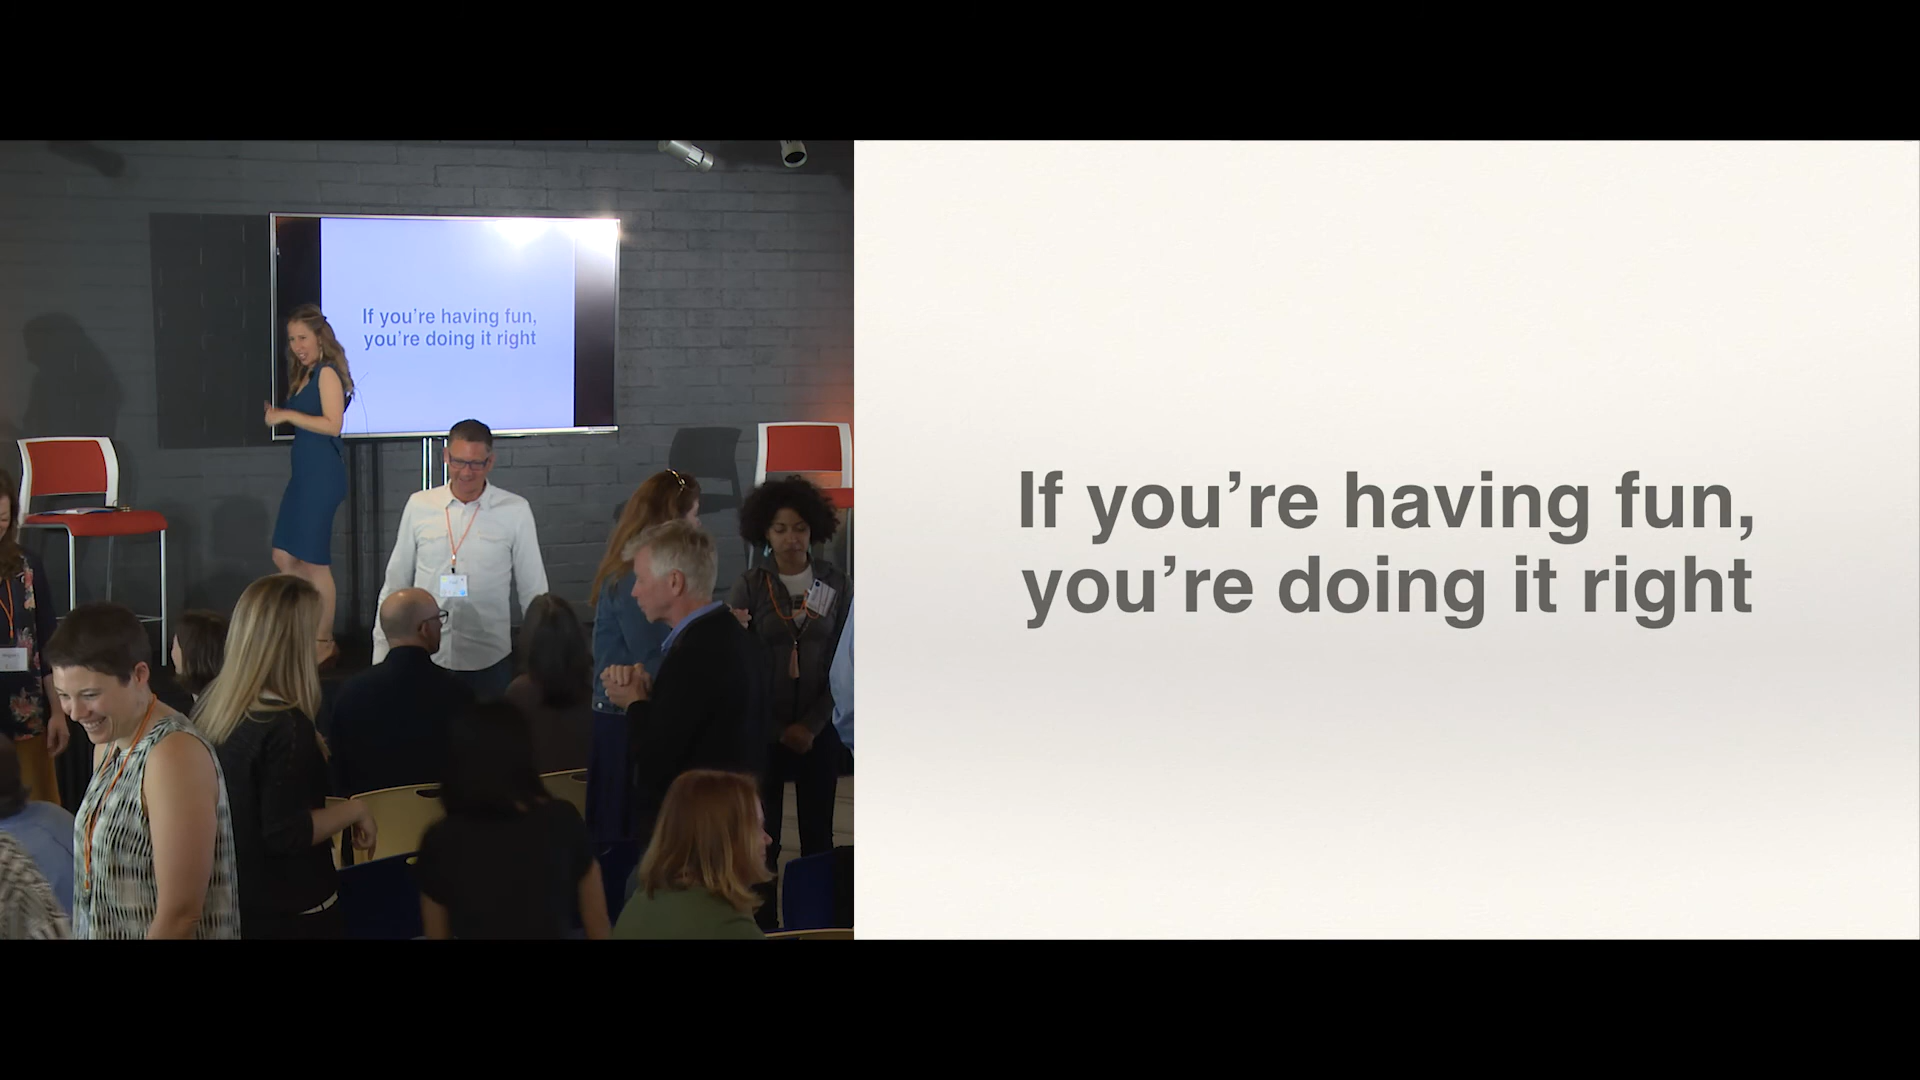 If you're having fun,
you're doing it right
If you’re having fun,
you’re doing it right